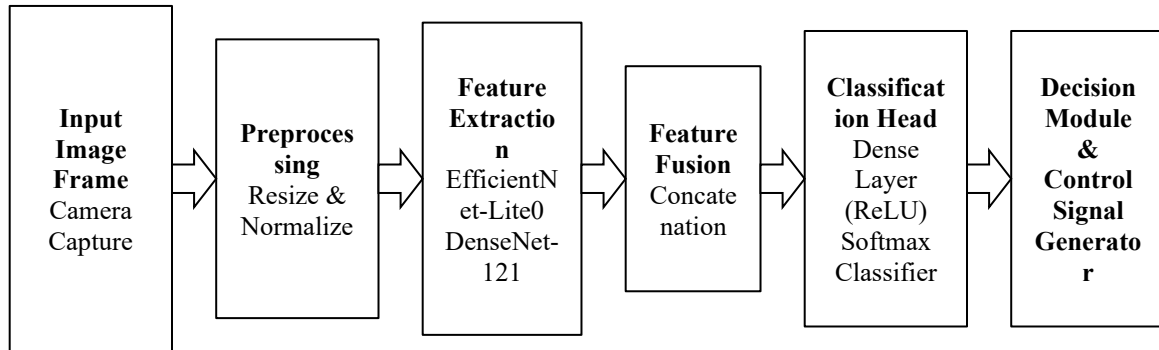 Input
Image
Frame
Camera
Capture
Preproces
sing
Resize &
Normalize
Feature
Extractio
n
EfficientN
et-Lite0
DenseNet-
121
Feature
Fusion
Concate
nation
Classificat
ion Head
Dense
Layer
(ReLU)
Softmax
Classifier
Decision
Module
&
Control
Signal
Generato
r